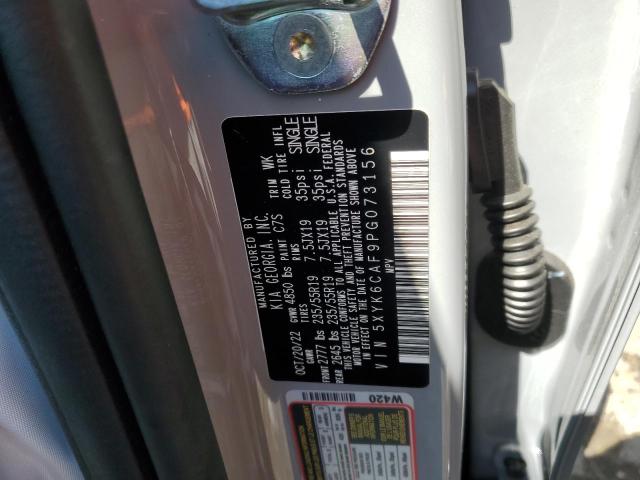 MANUFACTURED BY
KIA GEORGIA, INC.
OCT/20/22 GVWR 4850 lbs PAINT C7S TRIM WK
GAWR TIRES RIMS COLD TIRE INFL
FRONT 2777 lbs 235/55R19 7.5JX19 35psi SINGLE
REAR 2645 lbs 235/55R19 7.5JX19 35psi SINGLE
THIS VEHICLE CONFORMS TO ALL APPLICABLE U.S.A. FEDERAL
MOTOR VEHICLE SAFETY AND THEFT PREVENTION STANDARDS
IN EFFECT ON THE DATE OF MANUFACTURE SHOWN ABOVE
VIN 5XYK6CAF9PG073156
MPV
W420